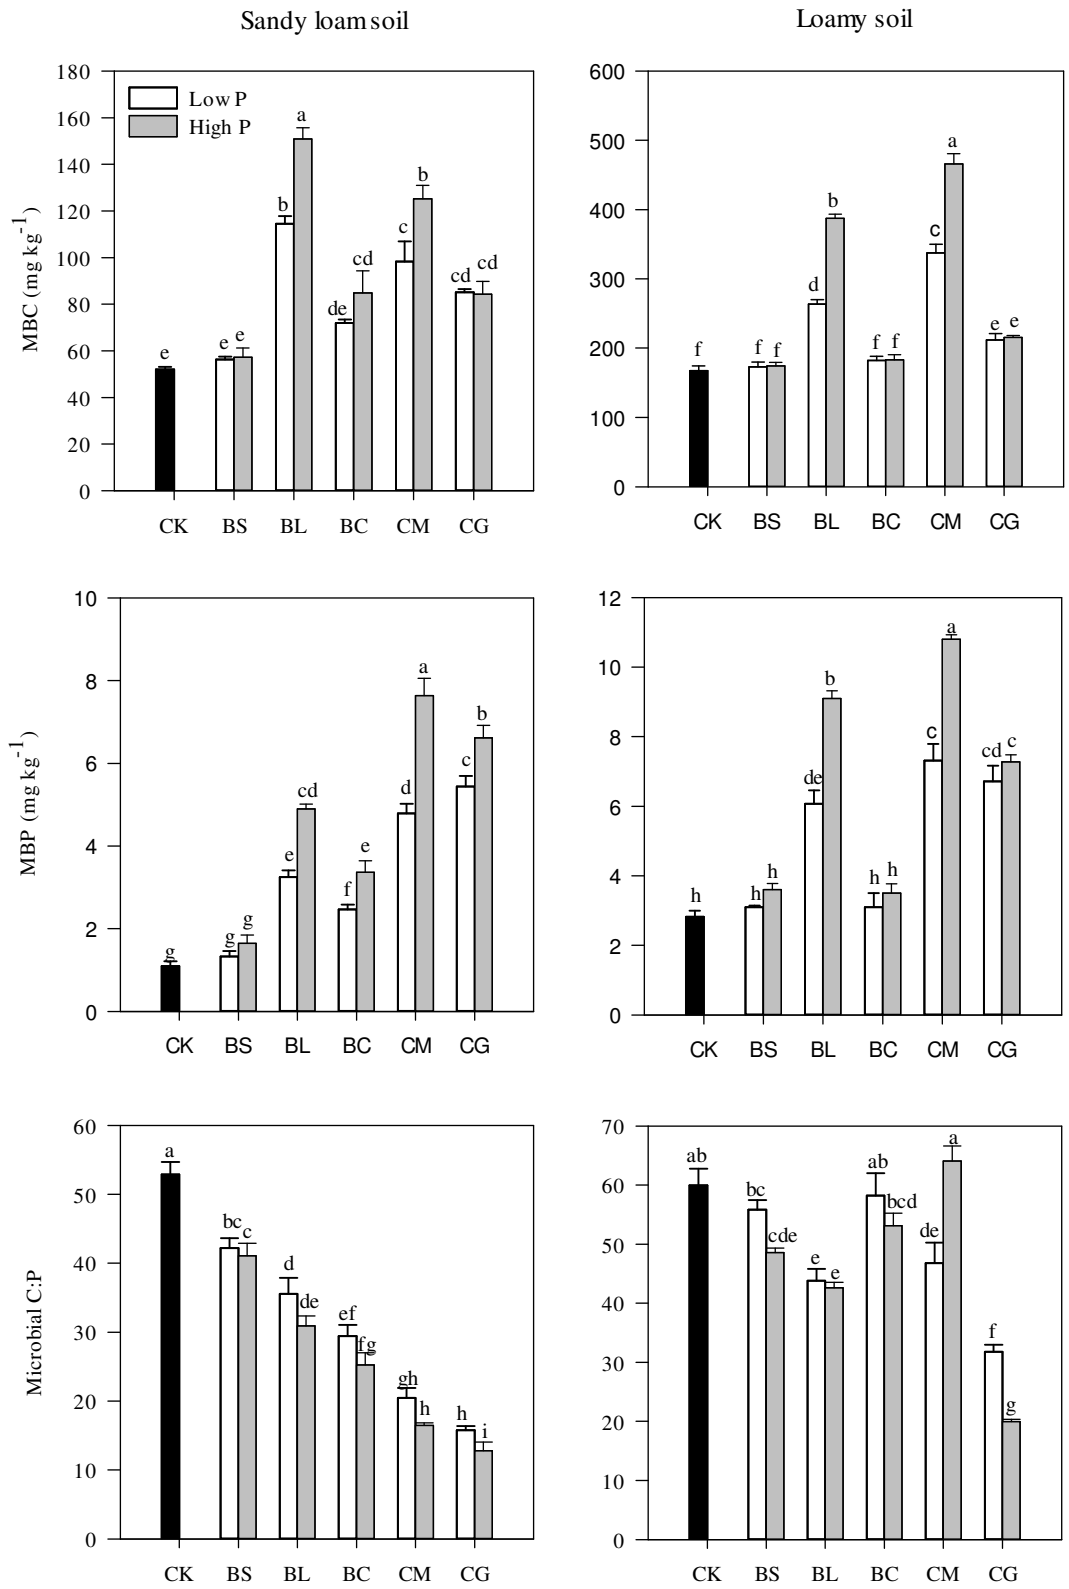 Sandy loam soil
Loamy soil
MBC (mg kg-1)
180
160
140
120
100
80
60
40
20
0
Low P
High P
e
e
e
b
a
de
cd
c
b
cd
cd
CK BS BL BC CM CG
600
500
400
300
200
100
0
f
f
f
d
b
f
f
c
a
e
e
CK BS BL BC CM CG
MBP (mg kg-1)
10
8
6
4
2
0
g
g
g
e
cd
f
e
d
a
c
b
CK BS BL BC CM CG
12
10
8
6
4
2
0
h
h
h
de
b
h
h
c
a
cd
c
CK BS BL BC CM CG
Microbial C:P
60
50
40
30
20
10
0
a
bc
c
d
de
ef
fg
gh
h
h
i
CK BS BL BC CM CG
70
60
50
40
30
20
10
0
ab
bc
cde
e
e
ab
bcd
de
a
f
g
CK BS BL BC CM CG